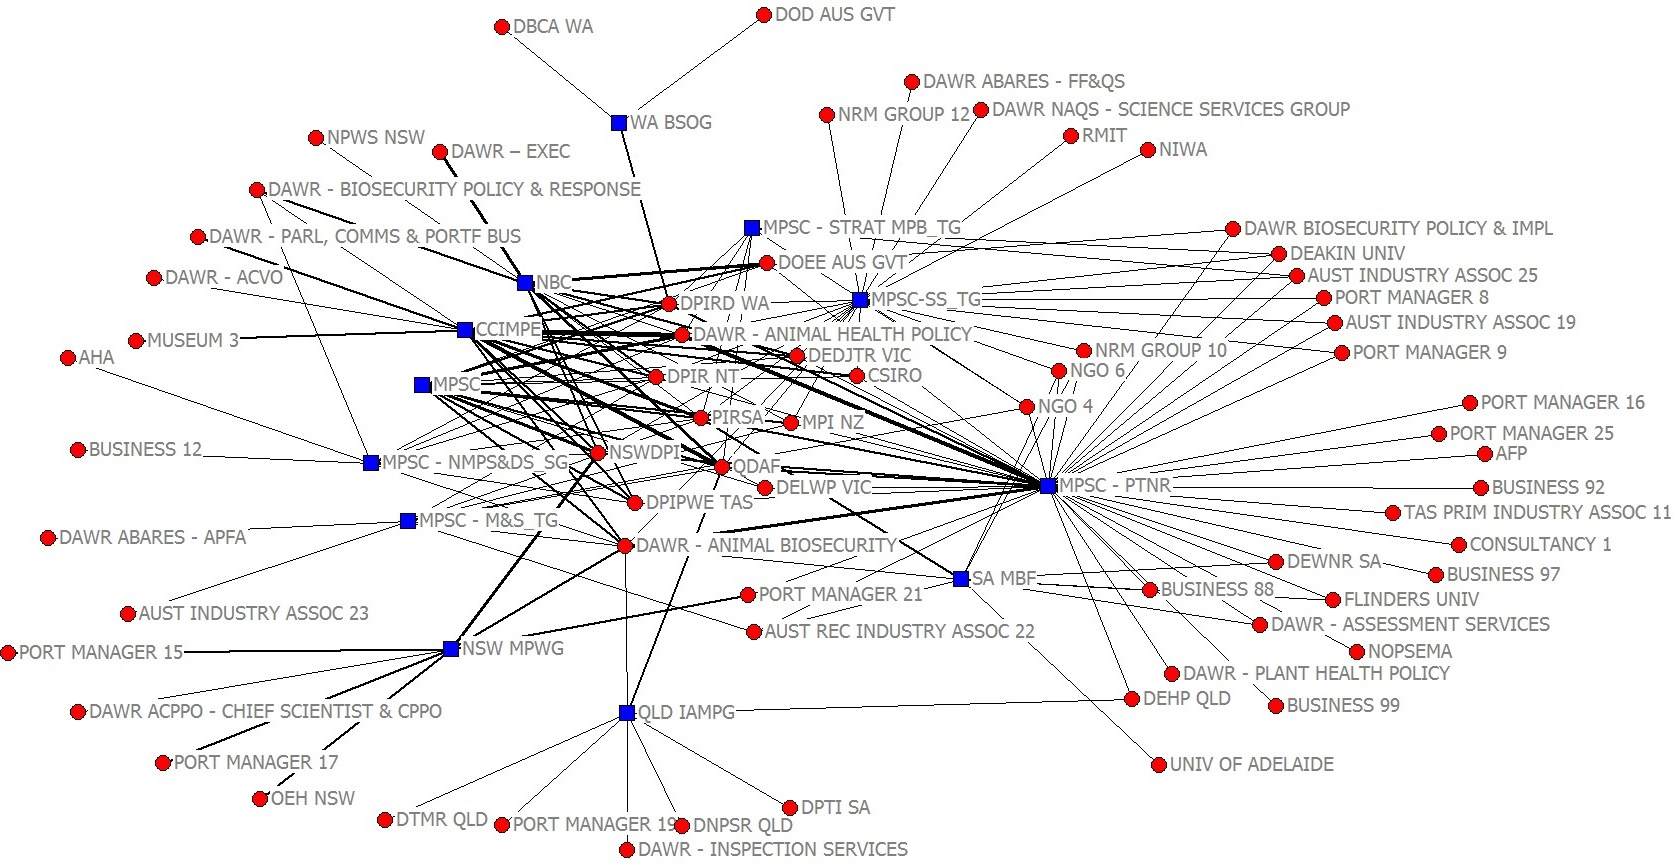 DOD AUS GVT
DBCA WA
DAWR ABARES - FF&QS
DAWR NAQS - SCIENCE SERVICES GROUP
NRM GROUP 12
WA BSOG
RMIT
NPWS NSW
NIWA
DAWR – EXEC
DAWR - BIOSECURITY POLICY & RESPONSE
MPSC - STRAT MPB_TG
DAWR BIOSECURITY POLICY & IMPL
DAWR - PARL, COMMS & PORTF BUS
DEAKIN UNIV
DOEE AUS GVT
AUST INDUSTRY ASSOC 25
DAWR - ACVO
NBC
PORT MANAGER 8
MPSC-SS_TG
DPIRD WA
AUST INDUSTRY ASSOC 19
CCIMPE
DAWR - ANIMAL HEALTH POLICY
MUSEUM 3
NRM GROUP 10
PORT MANAGER 9
DEDJTR VIC
AHA
NGO 6
CSIRO
DPIR NT
MPSC
PORT MANAGER 16
NGO 4
PIRSA
MPI NZ
PORT MANAGER 25
BUSINESS 12
NSWDPI
AFP
MPSC - NMPS&DS_SG
QDAF
MPSC - PTNR
DELWP VIC
BUSINESS 92
DPIPWE TAS
TAS PRIM INDUSTRY ASSOC 11
MPSC - M&S_TG
DAWR ABARES - APFA
DAWR - ANIMAL BIOSECURITY
CONSULTANCY 1
DEWNR SA
BUSINESS 97
SA MBF
BUSINESS 88
PORT MANAGER 21
FLINDERS UNIV
AUST INDUSTRY ASSOC 23
DAWR - ASSESSMENT SERVICES
AUST REC INDUSTRY ASSOC 22
NSW MPWG
PORT MANAGER 15
NOPSEMA
DAWR - PLANT HEALTH POLICY
DEHP QLD
BUSINESS 99
DAWR ACPPO - CHIEF SCIENTIST & CPPO
QLD IAMPG
PORT MANAGER 17
UNIV OF ADELAIDE
OEH NSW
DPTI SA
DTMR QLD
PORT MANAGER 19
DNPSR QLD
DAWR - INSPECTION SERVICES